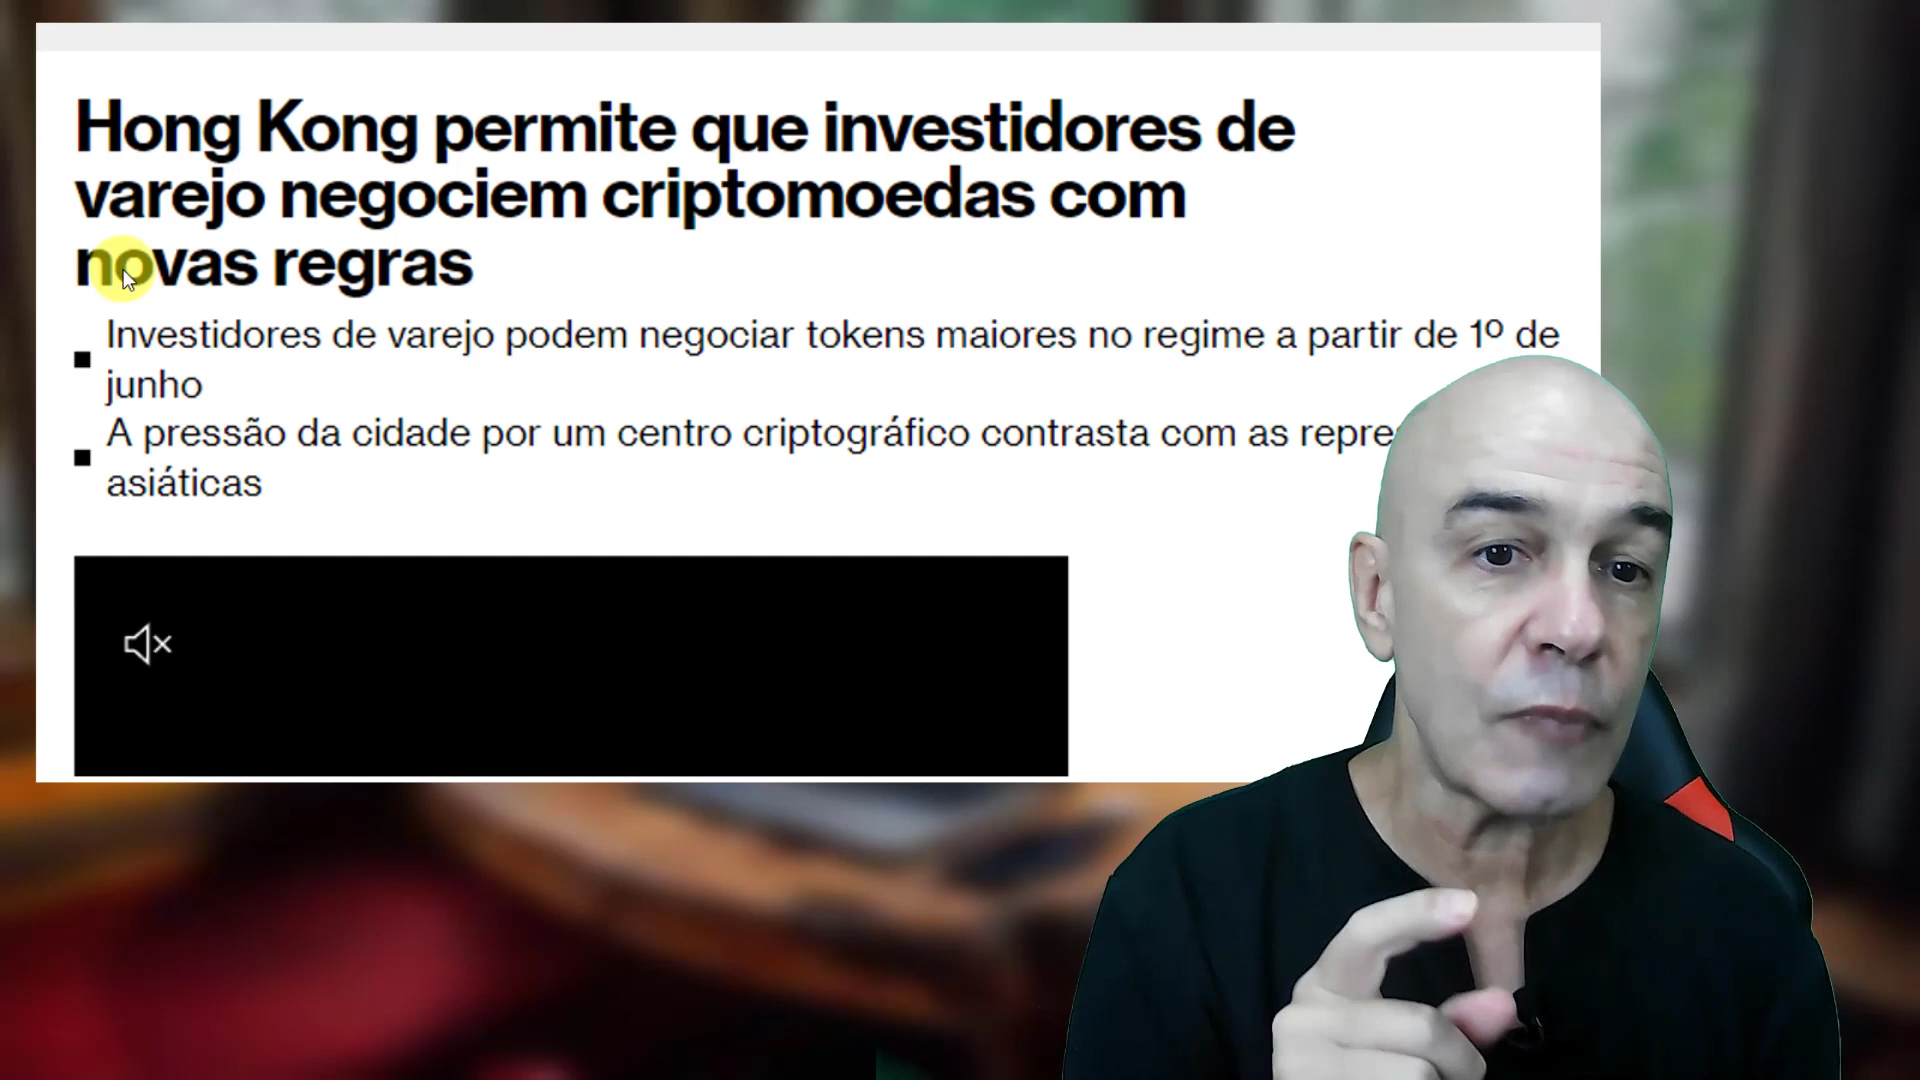 Hong Kong permite que investidores de
varejo negociem criptomoedas com
novas regras
Investidores de varejo podem negociar tokens maiores no regime a partir de 1º de
junho
A pressão da cidade por um centro criptográfico contrasta com as
asiáticas